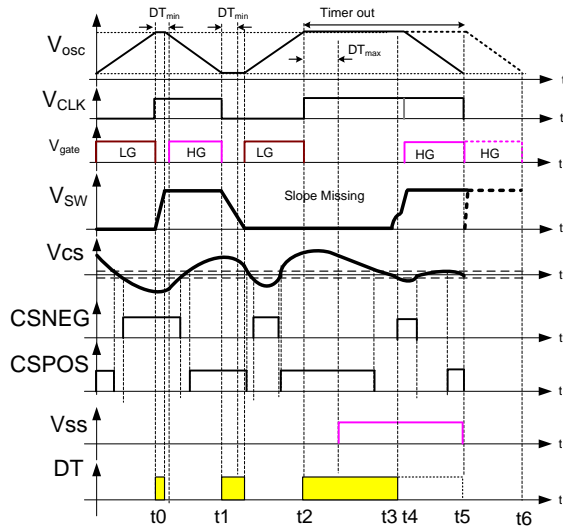 DTmin DTmin Timer out
DTmax
Vosc
t
VCLK
t
Vgate
LG HG LG HG HG
t
VSW
Slope Missing
t
Vcs
t
CSNEG
t
CSPOS
t
Vss
t
DT
t
t0 t1 t2 t3 t4 t5 t6